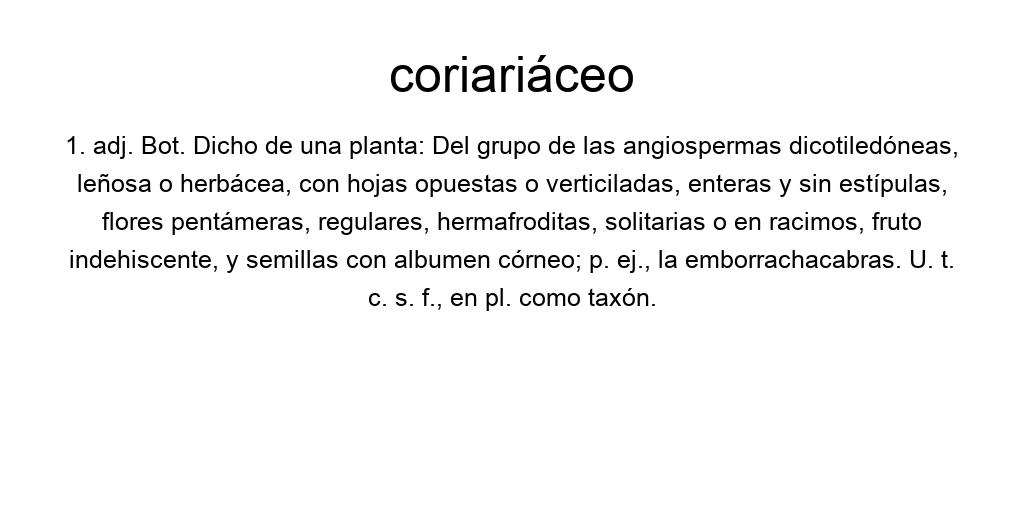 coriariáceo
1. adj. Bot. Dicho de una planta: Del grupo de las angiospermas dicotiledóneas,
leñosa o herbácea, con hojas opuestas o verticiladas, enteras y sin estípulas,
flores pentámeras, regulares, hermafroditas, solitarias o en racimos, fruto
indehiscente, y semillas con albumen córneo; p. ej., la emborrachacabras. U. t.
c. s. f., en pl. como taxón.